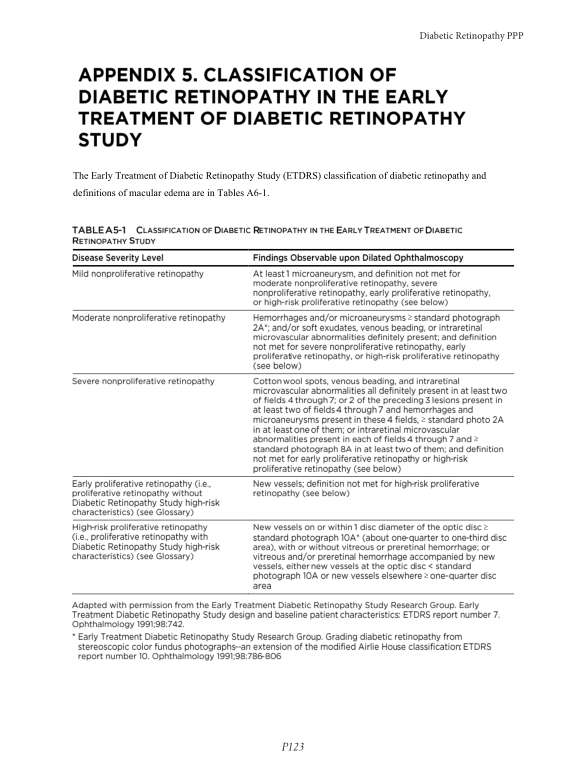 Diabetic Retinopathy PPP
APPENDIX 5. CLASSIFICATION OF
DIABETIC RETINOPATHY IN THE EARLY
TREATMENT OF DIABETIC RETINOPATHY
STUDY
The Early Treatment of Diabetic Retinopathy Study (ETDRS) classification of diabetic retinopathy and
definitions of macular edema are in Tables A6-1.
TABLE A5-1 CLASSIFICATION OF DIABETIC RETINOPATHY IN THE EARLY TREATMENT OF DIABETIC
RETINOPATHY STUDY
Disease Severity Level
Findings Observable upon Dilated Ophthalmoscopy
Mild nonproliferative retinopathy
At least 1 microaneurysm, and definition not met for
moderate nonproliferative retinopathy, severe
nonproliferative retinopathy, early proliferative retinopathy,
or high-risk proliferative retinopathy (see below)
Moderate nonproliferative retinopathy
Hemorrhages and/or microaneurysms ≥ standard photograph
2A*; and/or soft exudates, venous beading, or intraretinal
microvascular abnormalities definitely present; and definition
not met for severe nonproliferative retinopathy, early
proliferative retinopathy, or high-risk proliferative retinopathy
(see below)
Severe nonproliferative retinopathy
Cotton wool spots, venous beading, and intraretinal
microvascular abnormalities all definitely present in at least two
of fields 4 through 7; or 2 of the preceding 3 lesions present in
at least two of fields 4 through 7 and hemorrhages and
microaneurysms present in these 4 fields, ≥ standard photo 2A
in at least one of them; or intraretinal microvascular
abnormalities present in each of fields 4 through 7 and ≥
standard photograph 8A in at least two of them; and definition
not met for early proliferative retinopathy or high-risk
proliferative retinopathy (see below)
Early proliferative retinopathy (i.e.,
proliferative retinopathy without
Diabetic Retinopathy Study high-risk
characteristics) (see Glossary)
New vessels; definition not met for high-risk proliferative
retinopathy (see below)
High-risk proliferative retinopathy
(i.e., proliferative retinopathy with
Diabetic Retinopathy Study high-risk
characteristics) (see Glossary)
New vessels on or within 1 disc diameter of the optic disc ≥
standard photograph 10A* (about one-quarter to one-third disc
area), with or without vitreous or preretinal hemorrhage; or
vitreous and/or preretinal hemorrhage accompanied by new
vessels, either new vessels at the optic disc < standard
photograph 10A or new vessels elsewhere ≥ one-quarter disc
area
Adapted with permission from the Early Treatment Diabetic Retinopathy Study Research Group. Early
Treatment Diabetic Retinopathy Study design and baseline patient characteristics: ETDRS report number 7.
Ophthalmology 1991;98:742.
* Early Treatment Diabetic Retinopathy Study Research Group. Grading diabetic retinopathy from
stereoscopic color fundus photographs--an extension of the modified Airlie House classification: ETDRS
report number 10. Ophthalmology 1991;98:786-806
P123